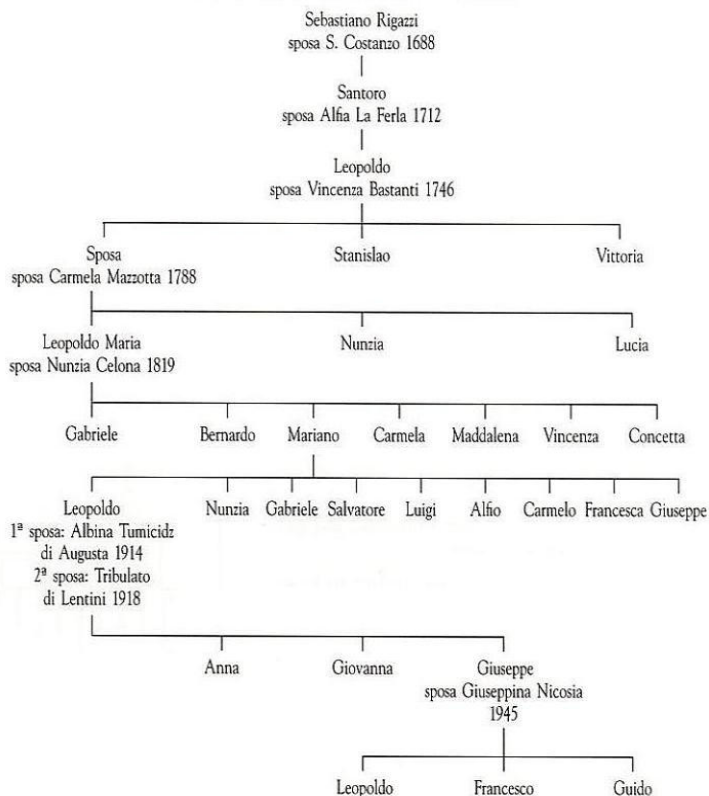 Sebastiano Rigazzi
sposa S. Costanzo 1688
Santoro
sposa Alfia La Ferla 1712
Leopoldo
sposa Vincenza Bastanti 1746
Sposa
sposa Carmela Mazzotta 1788
Stanislao
Vittoria
Leopoldo Maria
sposa Nunzia Celona 1819
Nunzia
Lucia
Gabriele
Bernardo
Mariano
Carmela
Maddalena
Vincenza
Concetta
Leopoldo
1ª sposa: Albina Tumicidz
di Augusta 1914
2ª sposa: Tribulato
di Lentini 1918
Nunzia
Gabriele
Salvatore
Luigi
Alfio
Carmelo
Francesca
Giuseppe
Anna
Giovanna
Giuseppe
sposa Giuseppina Nicosia
1945
Leopoldo
Francesco
Guido